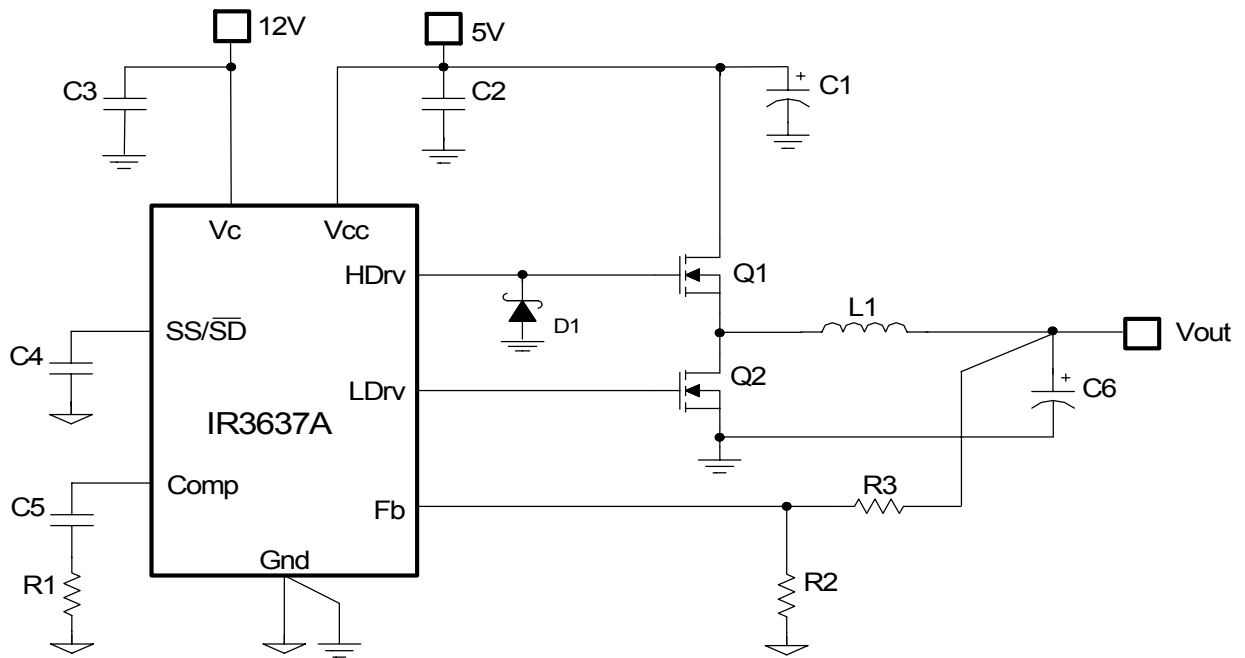 12V
5V
C3
C2
C1
Vc
Vcc
HDrv
Q1
D1
L1
SS/S̅D̅
Vout
C4
LDrv
Q2
C6
IR3637A
Comp
R3
C5
Fb
Gnd
R1
R2